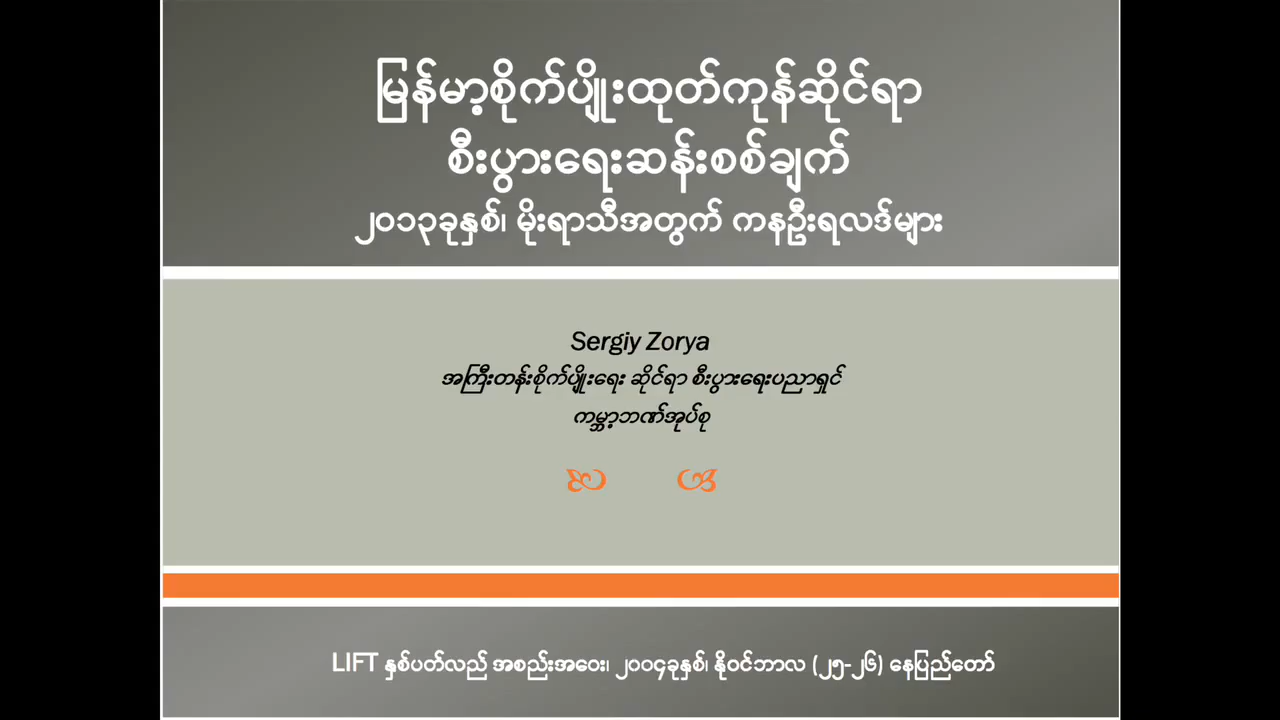 မြန်မာ့စိုက်ပျိုးထုတ်ကုန်ဆိုင်ရာ
စီးပွားရေးဆန်းစစ်ချက်
၂၀၁၃ခုနှစ်၊ မိုးရာသီအတွက် ကနဦးရလဒ်များ
Sergiy Zorya
အကြီးတန်းစိုက်ပျိုးရေး ဆိုင်ရာ စီးပွားရေးပညာရှင်
ကမ္ဘာ့ဘဏ်အုပ်စု
LIFT နှစ်ပတ်လည် အစည်းအဝေး၊ ၂၀၀၄ခုနှစ်၊ နိုဝင်ဘာလ (၂၅-၂၆) နေပြည်တော်